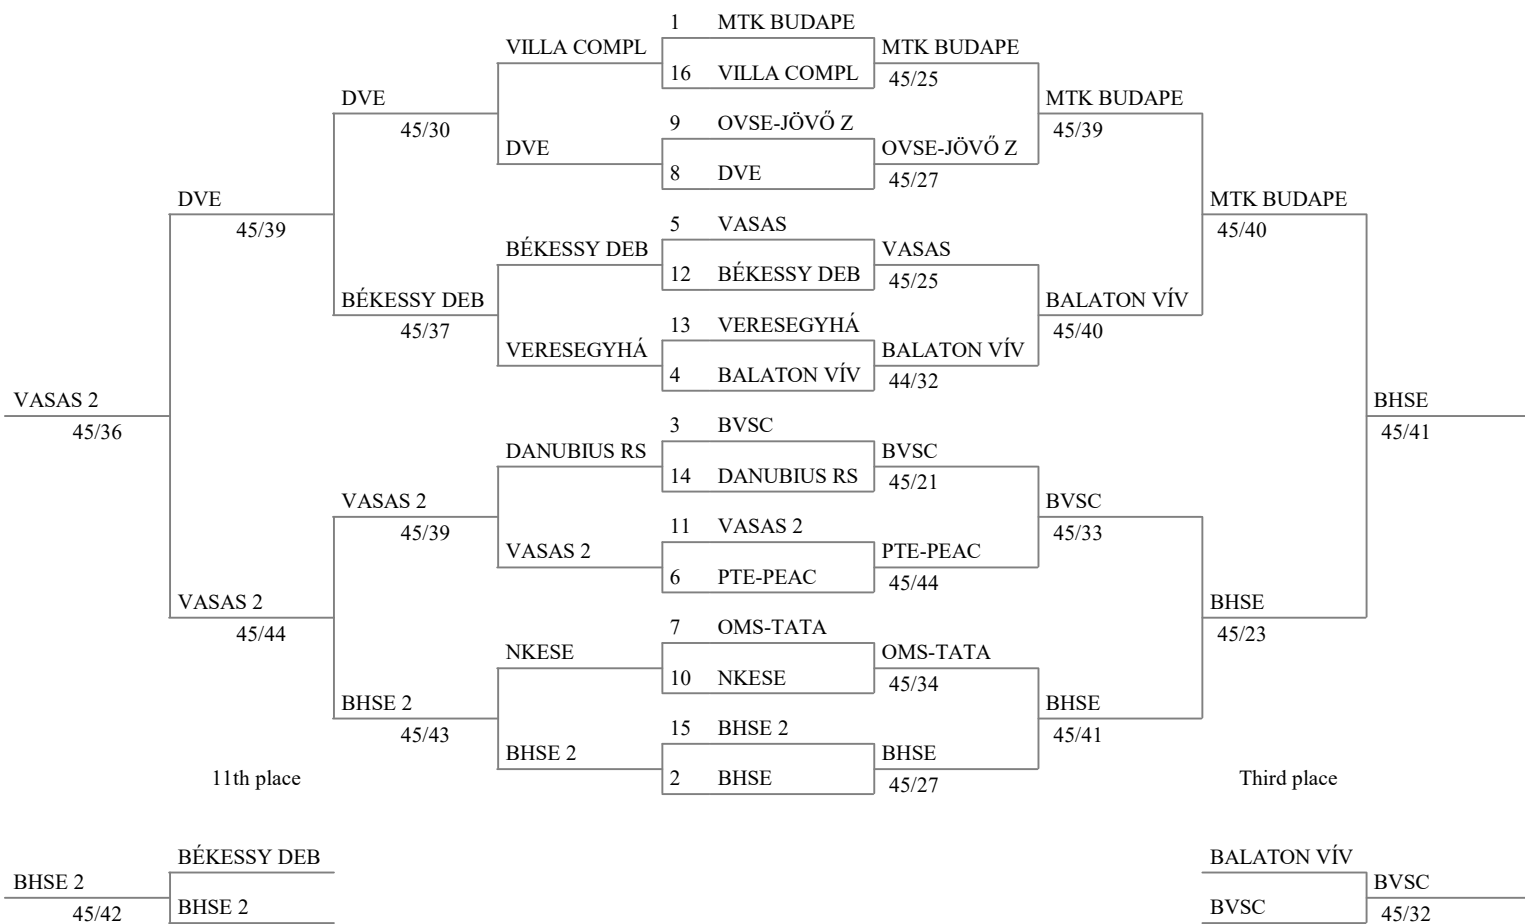 1 MTK BUDAPE
VILLA COMPL MTK BUDAPE
16 VILLA COMPL 45/25
DVE MTK BUDAPE
9 OVSE-JÖVŐ Z
45/30 45/39
DVE OVSE-JÖVŐ Z
8 DVE 45/27
DVE MTK BUDAPE
5 VASAS
45/39 45/40
BÉKESSY DEB VASAS
12 BÉKESSY DEB 45/25
BÉKESSY DEB BALATON VÍV
13 VERESEGYHÁ
45/37 45/40
VERESEGYHÁ BALATON VÍV
4 BALATON VÍV 44/32
VASAS 2 BHSE
3 BVSC
45/36 45/41
DANUBIUS RS BVSC
14 DANUBIUS RS 45/21
VASAS 2 BVSC
11 VASAS 2
45/39 45/33
VASAS 2 PTE-PEAC
6 PTE-PEAC 45/44
VASAS 2 BHSE
7 OMS-TATA
45/44 45/23
NKESE OMS-TATA
10 NKESE 45/34
BHSE 2 BHSE
15 BHSE 2
45/43 45/41
BHSE 2 BHSE
11th place 2 BHSE 45/27 Third place
BÉKESSY DEB BALATON VÍV
BHSE 2 BVSC
45/42 BHSE 2 BVSC 45/32